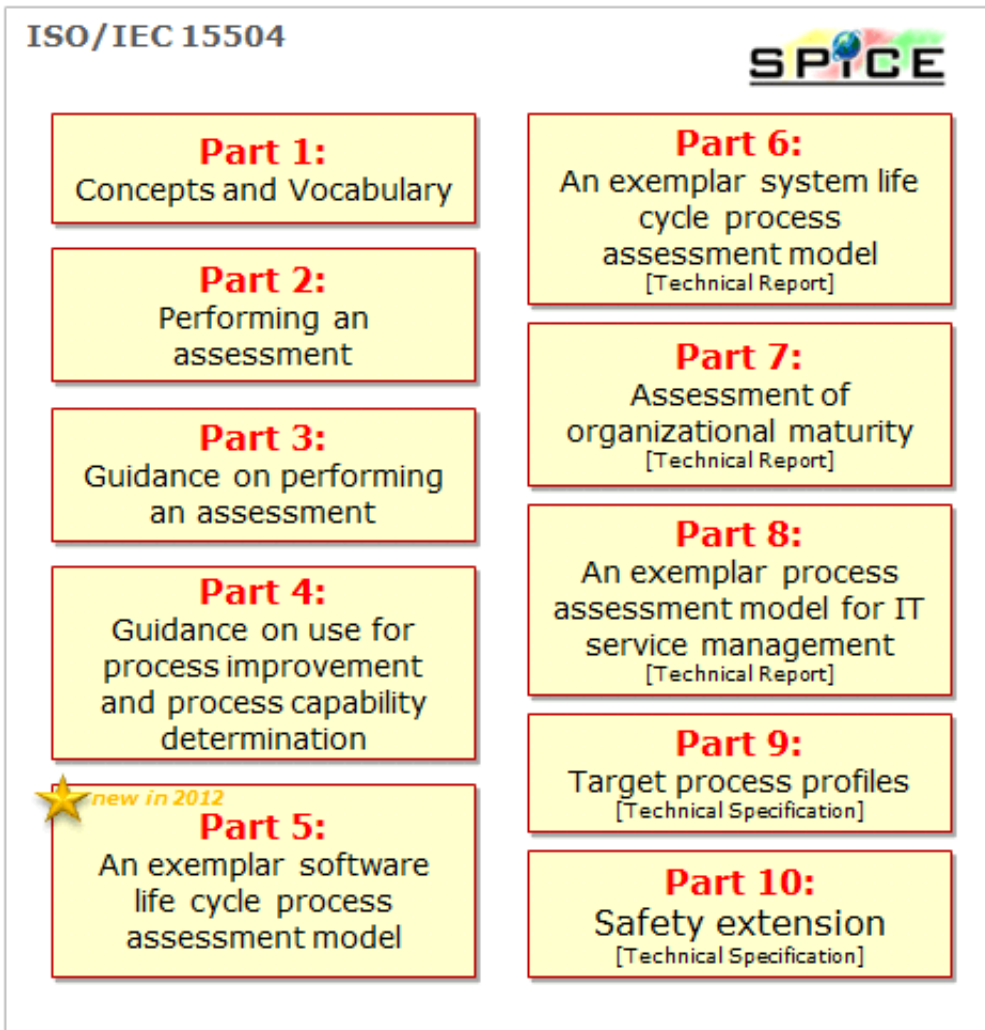 ISO/IEC 15504
SPiCE
Part 1:
Concepts and Vocabulary
Part 2:
Performing an
assessment
Part 3:
Guidance on performing
an assessment
Part 4:
Guidance on use for
process improvement
and process capability
determination
new in 2012
Part 5:
An exemplar software
life cycle process
assessment model
Part 6:
An exemplar system life
cycle process
assessment model
[Technical Report]
Part 7:
Assessment of
organizational maturity
[Technical Report]
Part 8:
An exemplar process
assessment model for IT
service management
[Technical Report]
Part 9:
Target process profiles
[Technical Specification]
Part 10:
Safety extension
[Technical Specification]